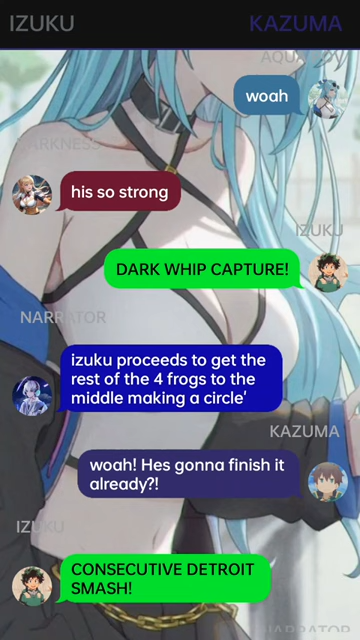 IZUKU KAZUMA
woah
DARKNESS
his so strong
IZUKU
DARK WHIP CAPTURE!
NARRATOR
izuku proceeds to get the
rest of the 4 frogs to the
middle making a circle'
KAZUMA
woah! Hes gonna finish it
already?!
IZUKU
CONSECUTIVE DETROIT
SMASH!
NARRATOR